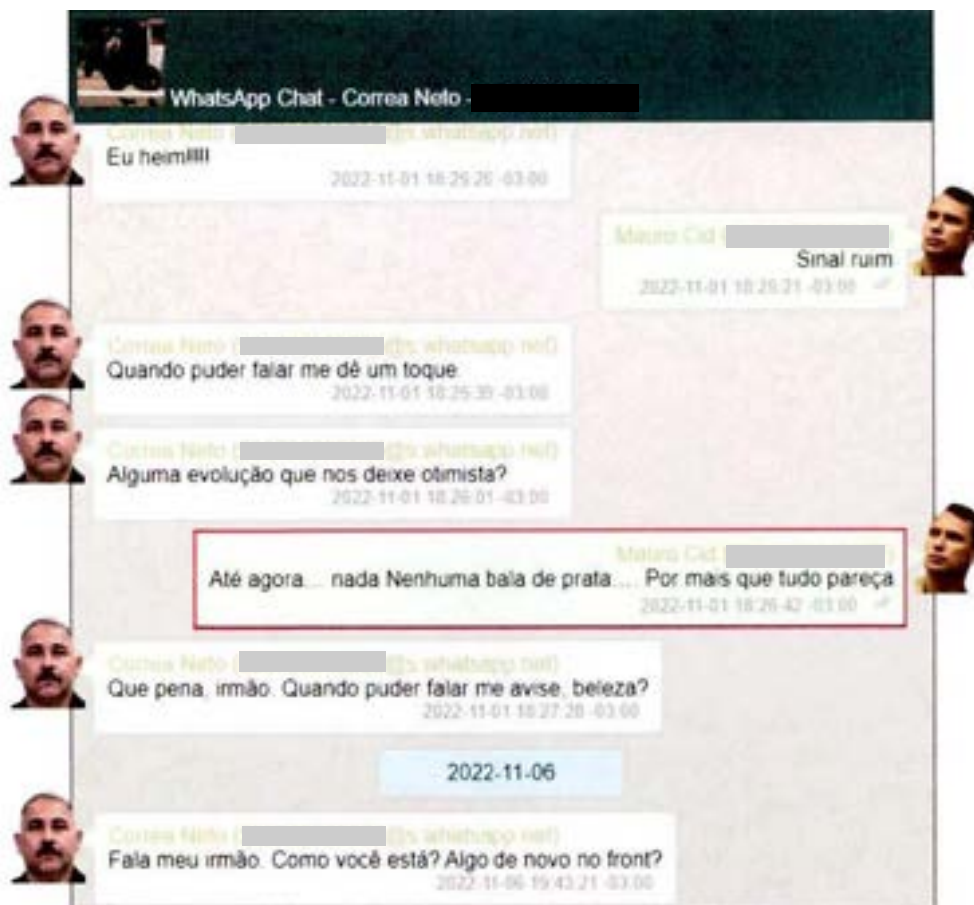 WhatsApp Chat - Correa Neto -
Correa Neto ( @s.whatsapp.net)
Eu heim!!!!
2022-11-01 18:25:20 -03:00
Mauro Cid ( )
Sinal ruim
2022-11-01 18:25:21 -03:00
Correa Neto ( @s.whatsapp.net)
Quando puder falar me dê um toque
2022-11-01 18:25:39 -03:00
Correa Neto ( @s.whatsapp.net)
Alguma evolução que nos deixe otimista?
2022-11-01 18:26:01 -03:00
Mauro Cid ( )
Até agora.... nada Nenhuma bala de prata.... Por mais que tudo pareça
2022-11-01 18:26:42 -03:00
Correa Neto ( @s.whatsapp.net)
Que pena, irmão. Quando puder falar me avise, beleza?
2022-11-01 18:27:28 -03:00
2022-11-06
Correa Neto ( @s.whatsapp.net)
Fala meu irmão. Como você está? Algo de novo no front?
2022-11-06 19:43:21 -03:00